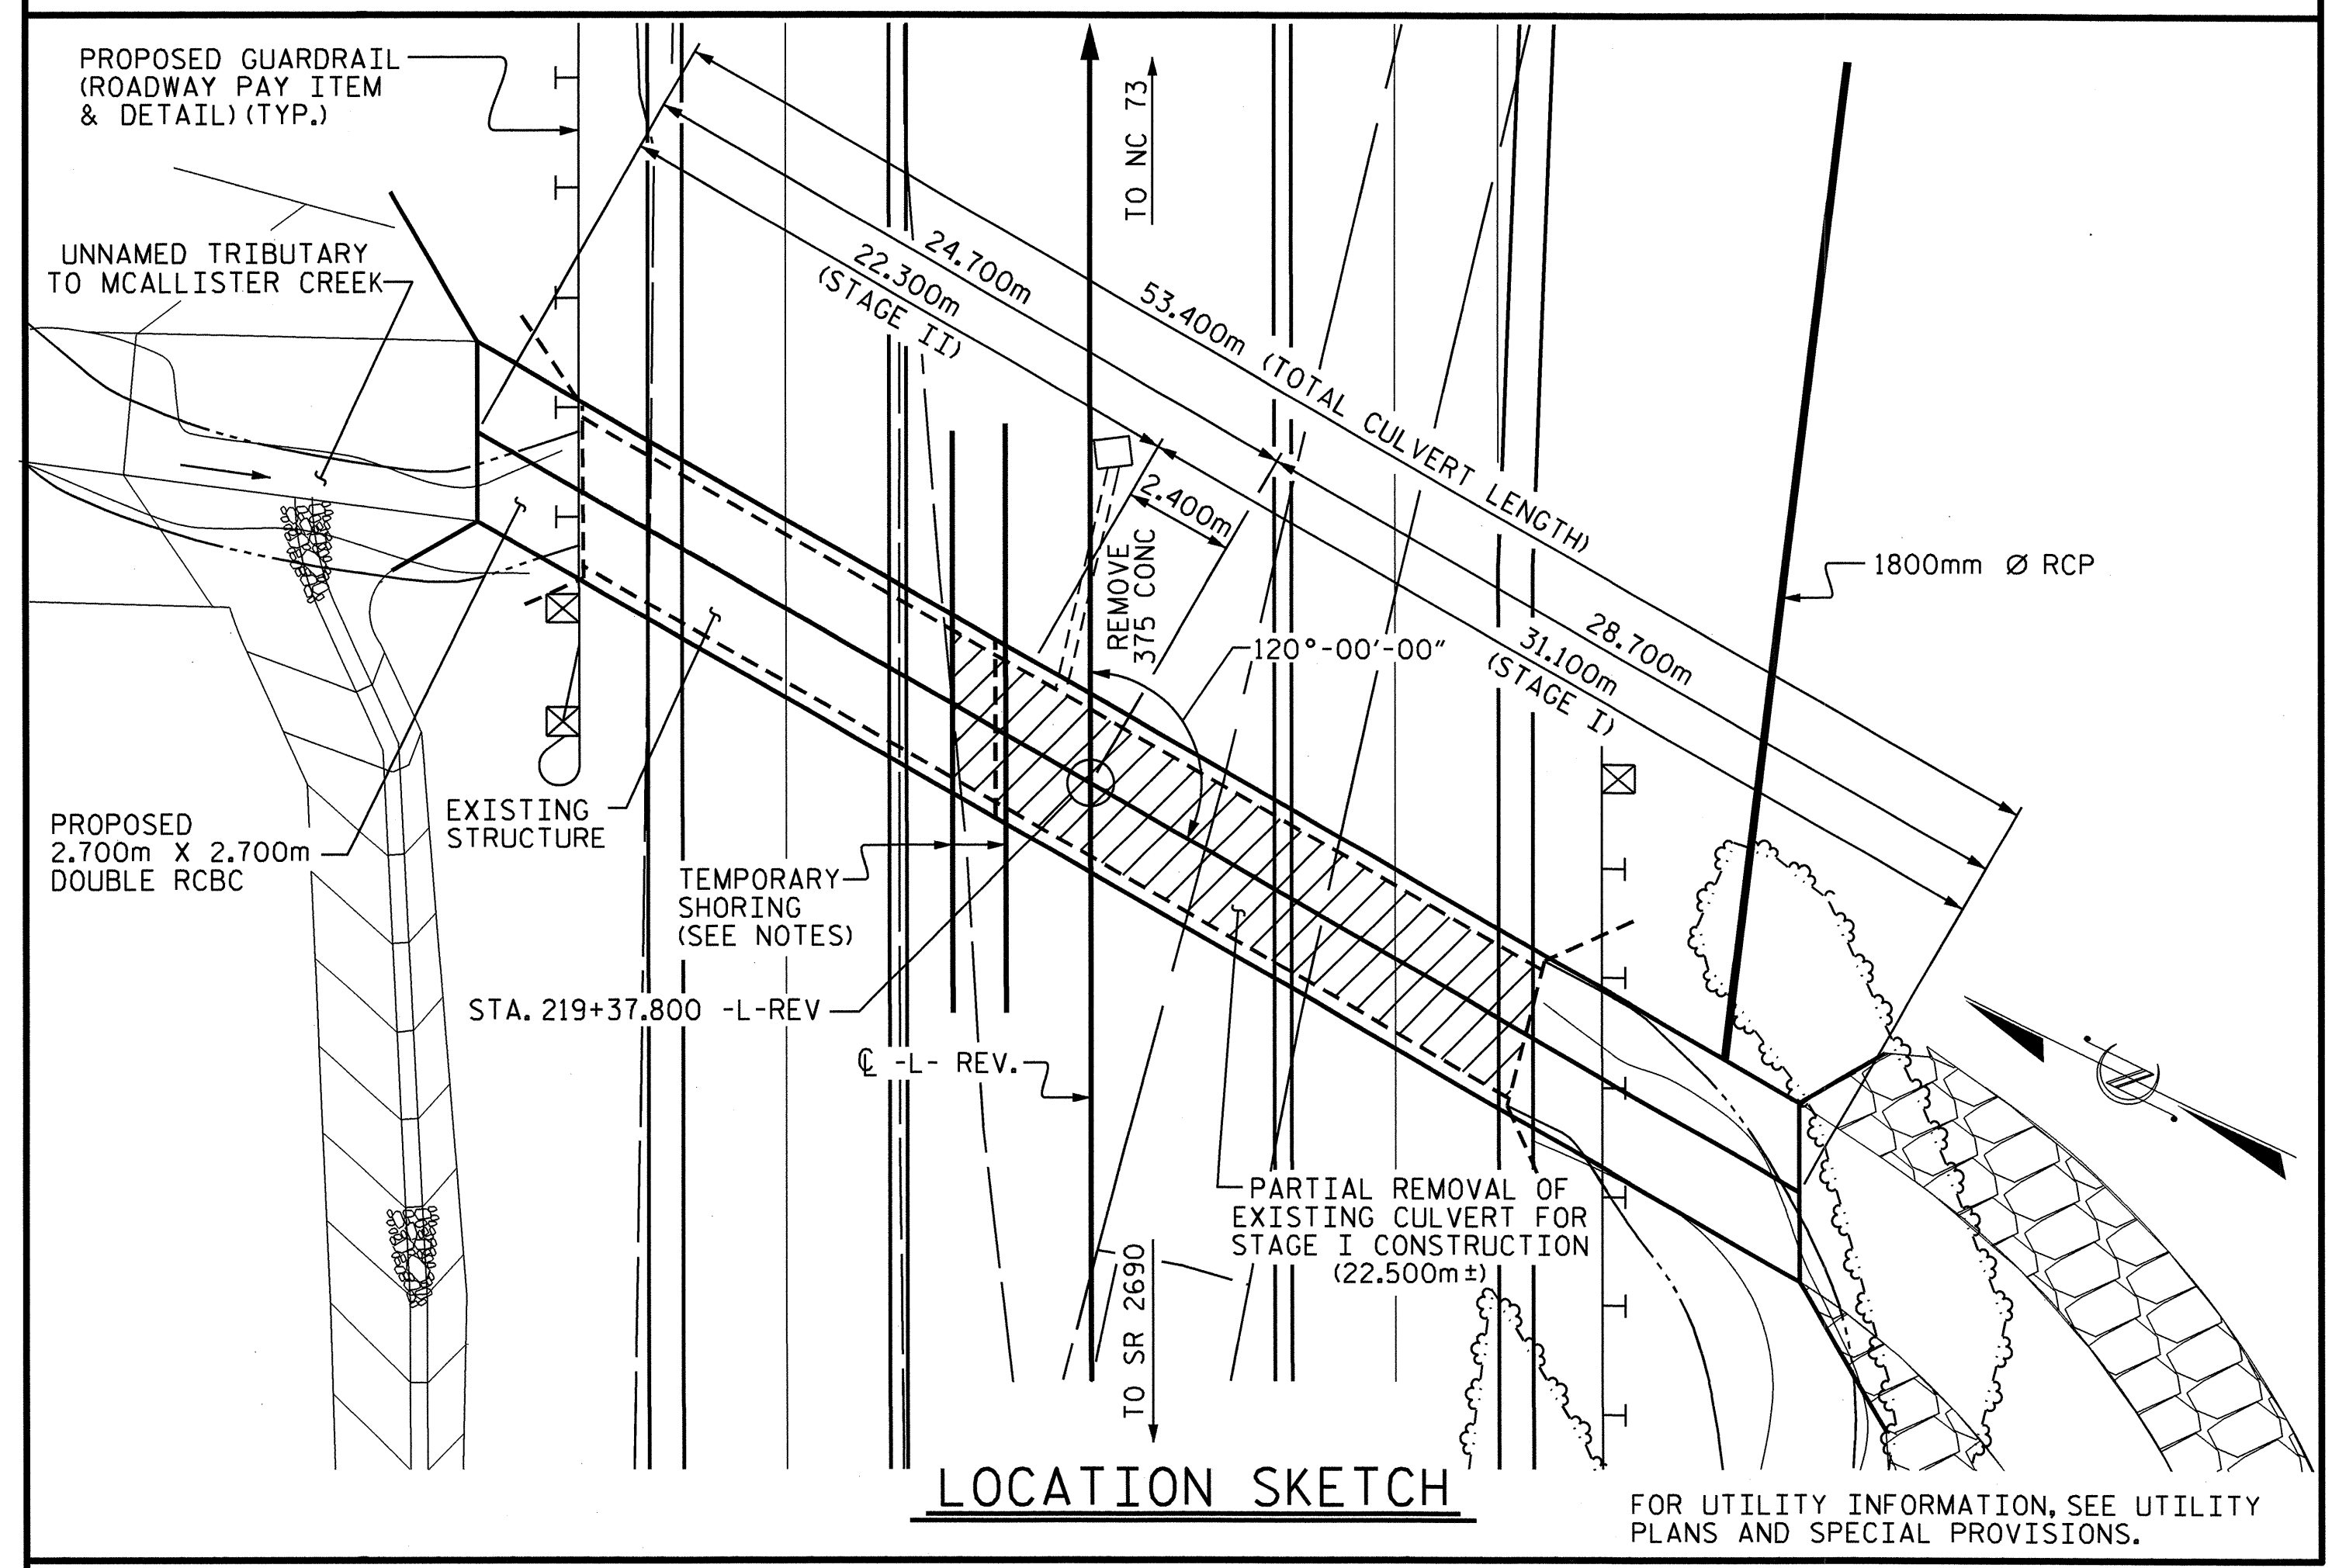 PROPOSED GUARDRAIL
(ROADWAY PAY ITEM
& DETAIL) (TYP.)
TO NC 73
UNNAMED TRIBUTARY
TO MCALLISTER CREEK
24.700m
22.300m
(STAGE II)
53.400m (TOTAL CULVERT LENGTH)
2.400m
REMOVE
375 CONC
1800mm Ø RCP
120°-00'-00"
28.700m
31.100m
(STAGE I)
PROPOSED
2.700m X 2.700m
DOUBLE RCBC
EXISTING
STRUCTURE
TEMPORARY
SHORING
(SEE NOTES)
STA. 219+37.800 -L-REV
℄ -L- REV.
PARTIAL REMOVAL OF
EXISTING CULVERT FOR
STAGE I CONSTRUCTION
(22.500m±)
TO SR 2690
LOCATION SKETCH
FOR UTILITY INFORMATION, SEE UTILITY
PLANS AND SPECIAL PROVISIONS.